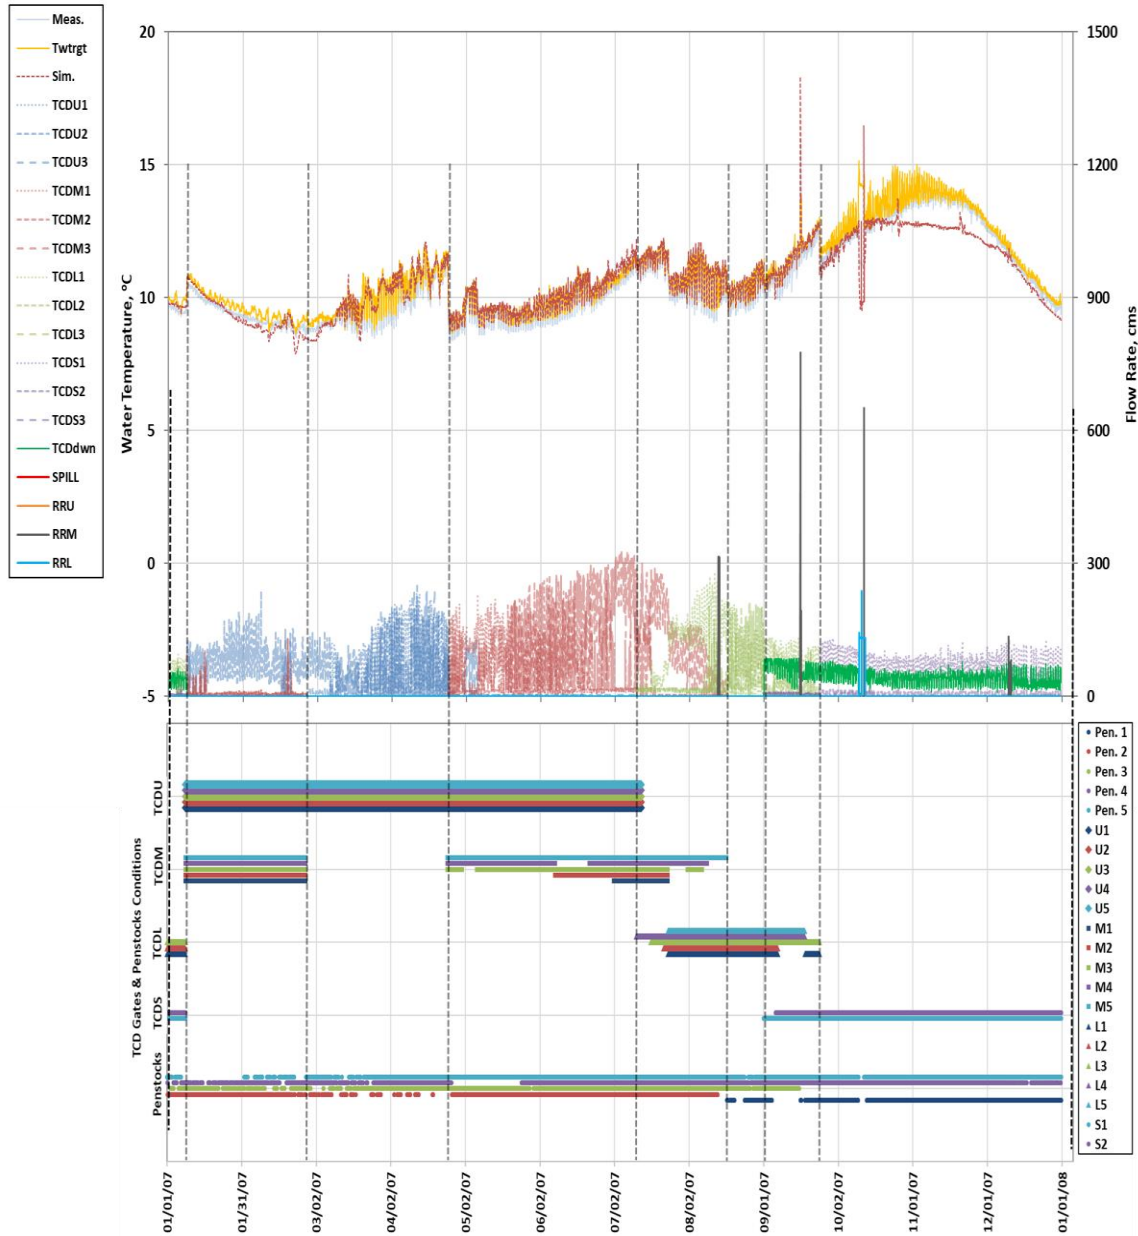 Meas.
Twtrgt
Sim.
TCDU1
TCDU2
TCDU3
TCDM1
TCDM2
TCDM3
TCDL1
TCDL2
TCDL3
TCDS1
TCDS2
TCDS3
TCDdwn
SPILL
RRU
RRM
RRL
Water Temperature, °C
20
15
10
5
0
-5
1500
1200
900
600
300
0
Flow Rate, cms
TCD Gates & Penstocks Conditions
TCDU
TCDM
TCDL
TCDS
Penstocks
Pen. 1
Pen. 2
Pen. 3
Pen. 4
Pen. 5
U1
U2
U3
U4
U5
M1
M2
M3
M4
M5
L1
L2
L3
L4
L5
S1
S2
01/01/07
01/31/07
03/02/07
04/02/07
05/02/07
06/02/07
07/02/07
08/02/07
09/01/07
10/02/07
11/01/07
12/01/07
01/01/08